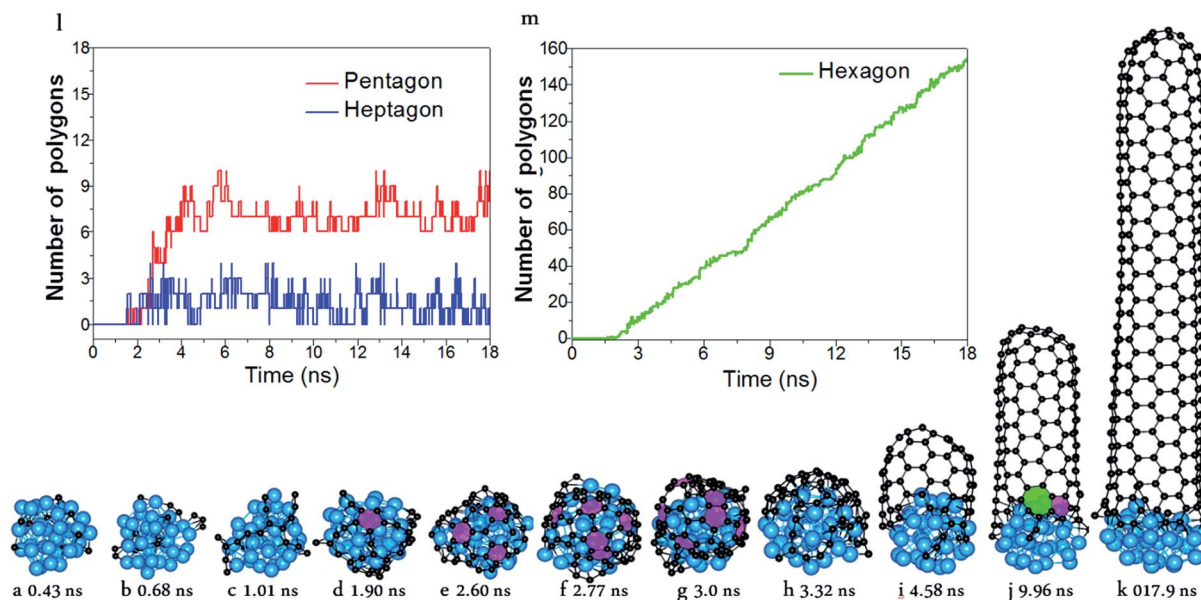 l
18
15
12
9
6
3
0
Number of polygons
Pentagon
Heptagon
0 2 4 6 8 10 12 14 16 18
Time (ns)
m
160
140
120
100
80
60
40
20
0
Number of polygons
Hexagon
0 3 6 9 12 15 18
Time (ns)
a 0.43 ns b 0.68 ns c 1.01 ns d 1.90 ns e 2.60 ns f 2.77 ns g 3.0 ns h 3.32 ns i 4.58 ns j 9.96 ns k 017.9 ns